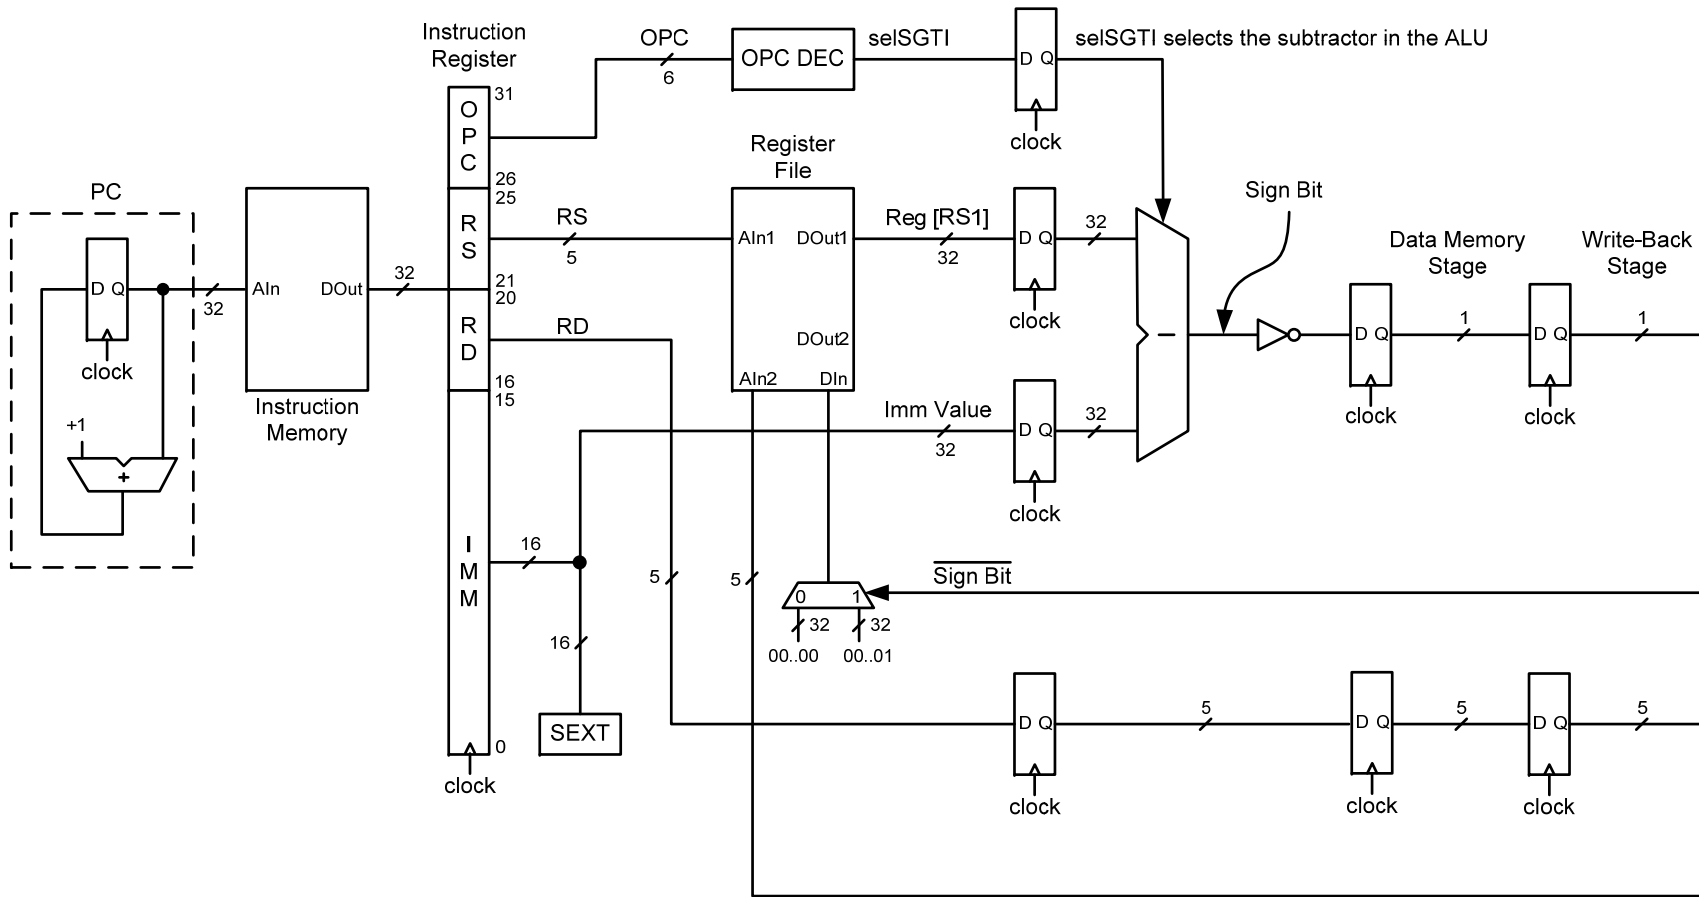 Instruction
Register
OPC
6
OPC DEC
selSGTI
D Q
clock
selSGTI selects the subtractor in the ALU
31
O
P
C
26
25
R
S
21
20
R
D
16
15
I
M
M
0
clock
PC
D Q
clock
+1
+
32
AIn
DOut
Instruction
Memory
32
RS
5
RD
Register
File
AIn1
DOut1
DOut2
AIn2
DIn
Reg [RS1]
32
D Q
clock
32
Imm Value
32
D Q
clock
32
–
Sign Bit
Data Memory
Stage
Write-Back
Stage
D Q
clock
1
D Q
clock
1
16
16
SEXT
5
5
Sign Bit
0 1
32
32
00..00
00..01
D Q
clock
5
D Q
clock
5
D Q
clock
5